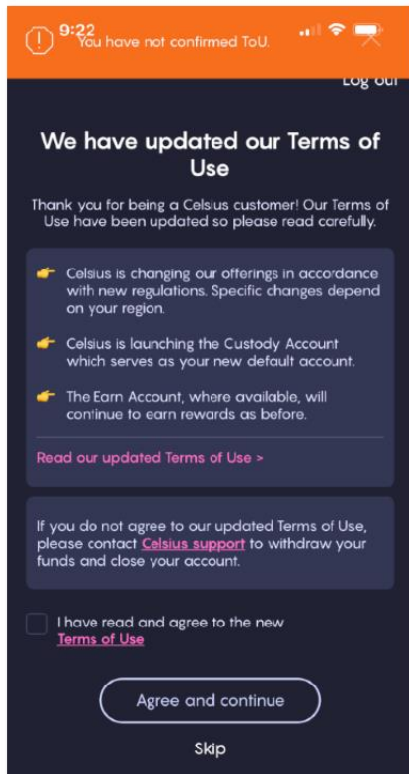 9:22
You have not confirmed ToU.
Log out
We have updated our Terms of
Use
Thank you for being a Celsius customer! Our Terms of
Use have been updated so please read carefully.
Celsius is changing our offerings in accordance
with new regulations. Specific changes depend
on your region.
Celsius is launching the Custody Account
which serves as your new default account.
The Earn Account, where available, will
continue to earn rewards as before.
Read our updated Terms of Use >
If you do not agree to our updated Terms of Use,
please contact Celsius support to withdraw your
funds and close your account.
I have read and agree to the new
Terms of Use
Agree and continue
Skip